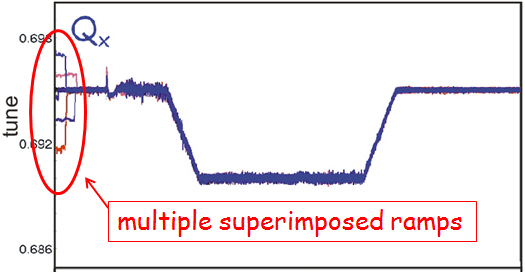 0.698
Qx
tune
0.692
multiple superimposed ramps
0.686